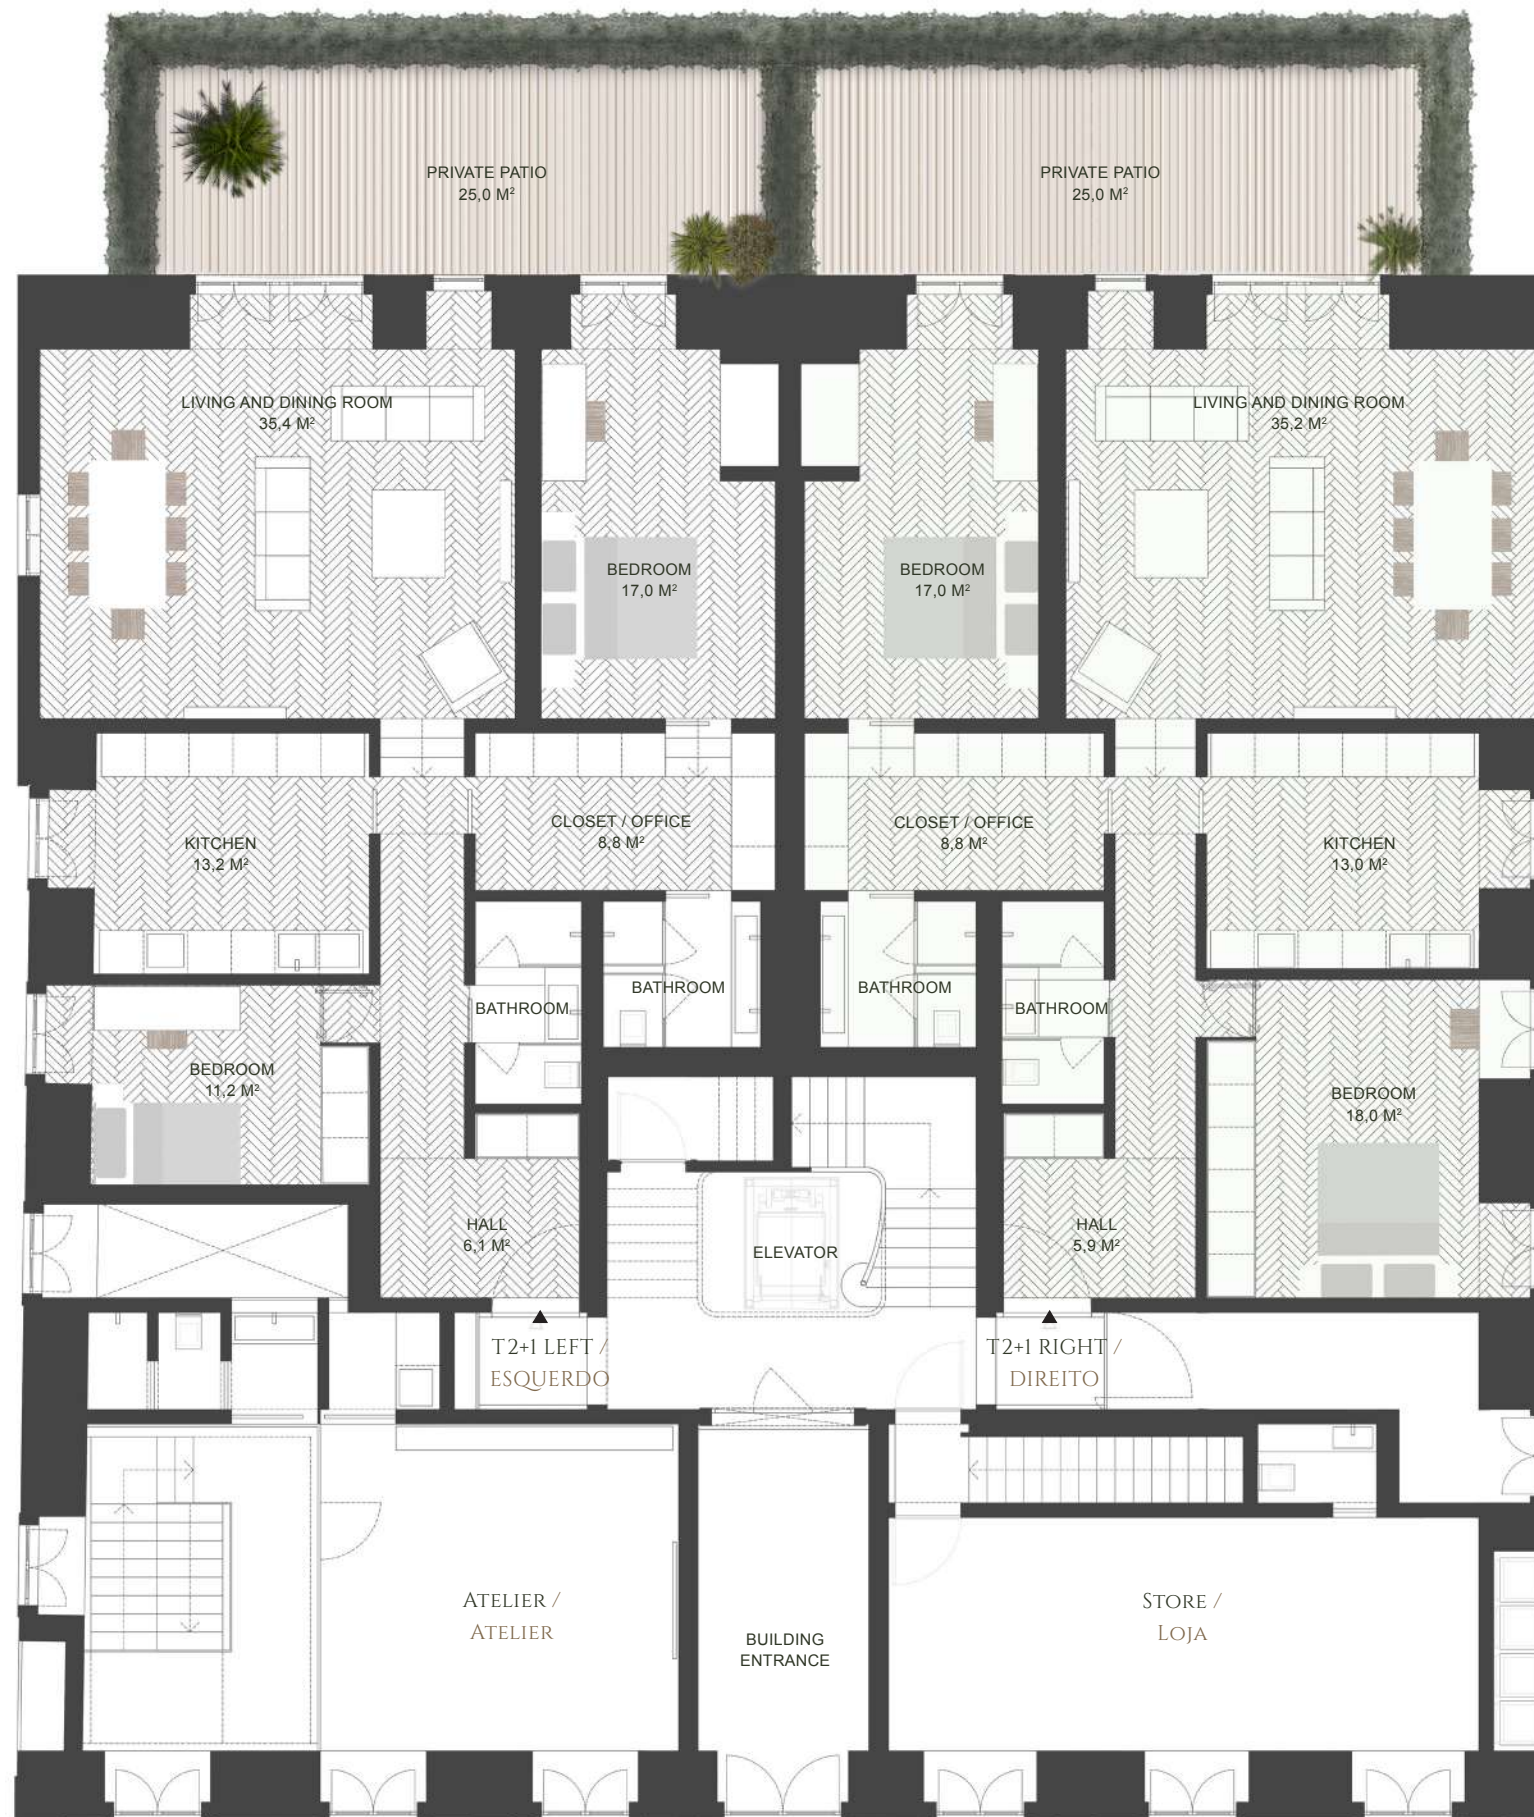 PRIVATE PATIO
25,0 M²
PRIVATE PATIO
25,0 M²
LIVING AND DINING ROOM
35,4 M²
LIVING AND DINING ROOM
35,2 M²
BEDROOM
17,0 M²
BEDROOM
17,0 M²
KITCHEN
13,2 M²
CLOSET / OFFICE
8,8 M²
CLOSET / OFFICE
8,8 M²
KITCHEN
13,0 M²
BATHROOM
BATHROOM
BATHROOM
BATHROOM
BEDROOM
11,2 M²
BEDROOM
18,0 M²
HALL
6,1 M²
ELEVATOR
HALL
5,9 M²
T2+1 LEFT /
ESQUERDO
T2+1 RIGHT /
DIREITO
ATELIER /
ATELIER
BUILDING
ENTRANCE
STORE /
LOJA